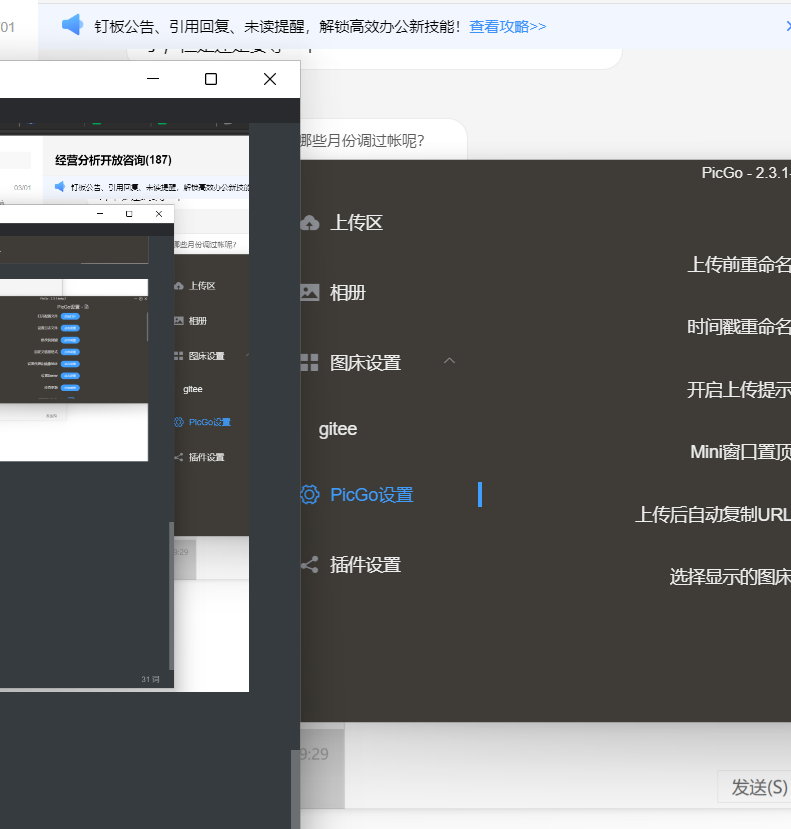 /01
钉板公告、引用回复、未读提醒，解锁高效办公新技能！查看攻略>>
哪些月份调过帐呢？
经营分析开放咨询(187)
03/01
钉板公告、引用回复、未读提醒，解锁高效办公新技能
哪些月份调过帐呢？
上传区
相册
图床设置
gitee
PicGo设置
插件设置
9:29
31 词
PicGo - 2.3.1-
上传区
相册
图床设置
gitee
PicGo设置
插件设置
上传前重命名
时间戳重命名
开启上传提示
Mini窗口置顶
上传后自动复制URL
选择显示的图床
9:29
发送(S)